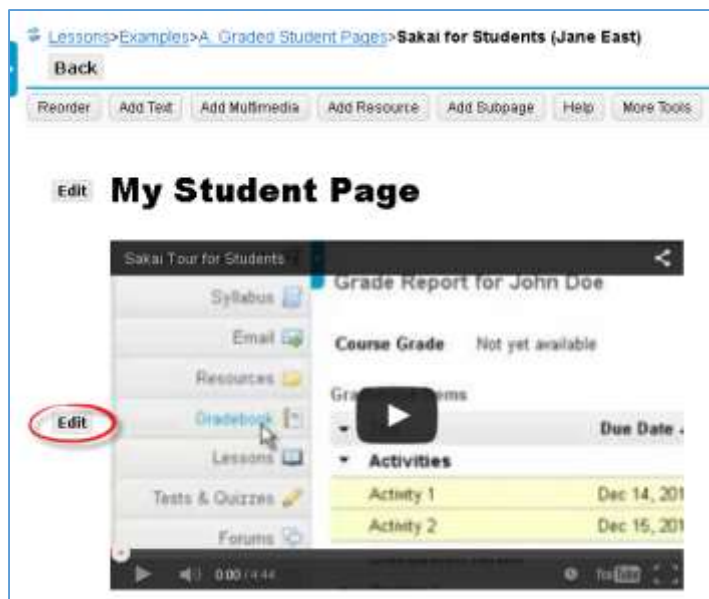 Lessons>Examples>A. Graded Student Pages>Sakai for Students (Jane East)
Back
Reorder Add Text Add Multimedia Add Resource Add Subpage Help More Tools
Edit My Student Page
Sakai Tour for Students
Grade Report for John Doe
Syllabus
Email
Course Grade Not yet available
Resources
Edit
Gradebook
Due Date
Lessons
Activities
Tests & Quizzes
Activity 1 Dec 14, 201
Activity 2 Dec 15, 201
Forums
0:00 / 4:44
YouTube